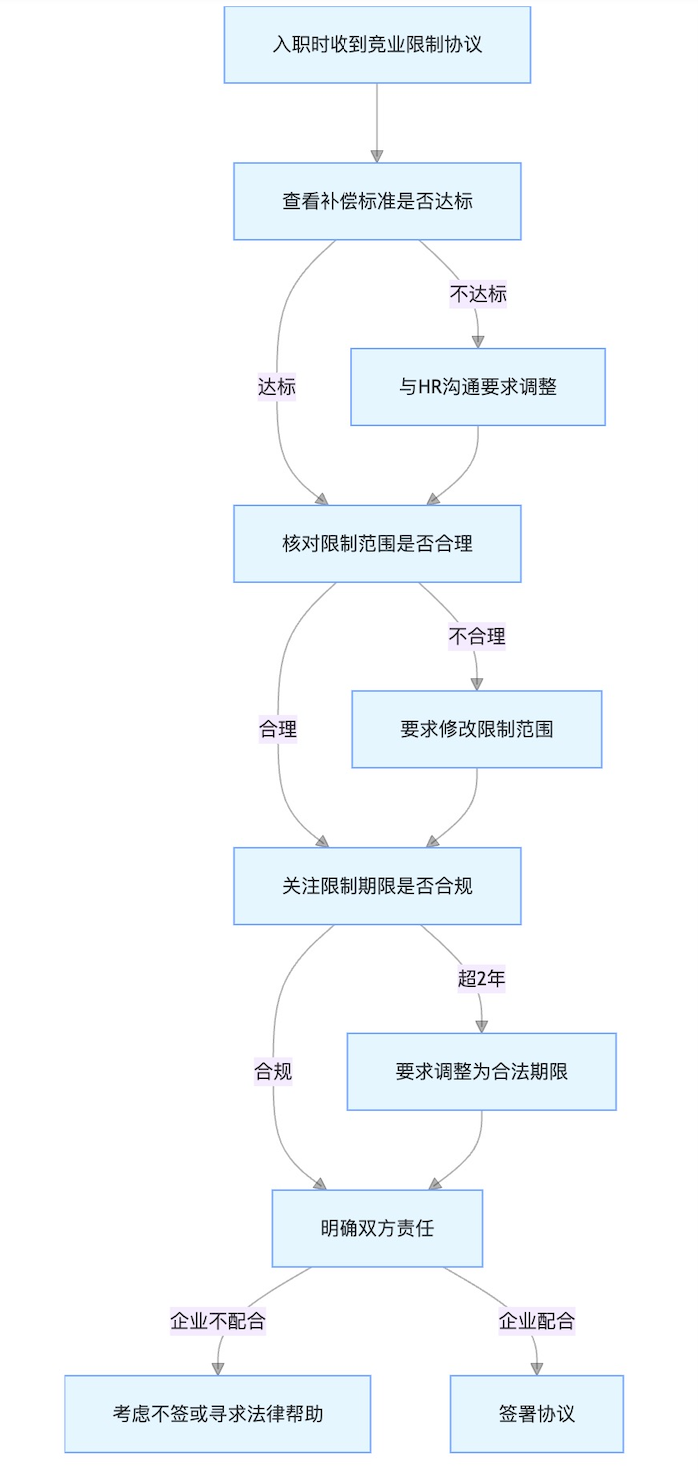 入职时收到竞业限制协议
查看补偿标准是否达标
不达标
达标
与HR沟通要求调整
核对限制范围是否合理
不合理
合理
要求修改限制范围
关注限制期限是否合规
超2年
合规
要求调整为合法期限
明确双方责任
企业不配合
企业配合
考虑不签或寻求法律帮助
签署协议